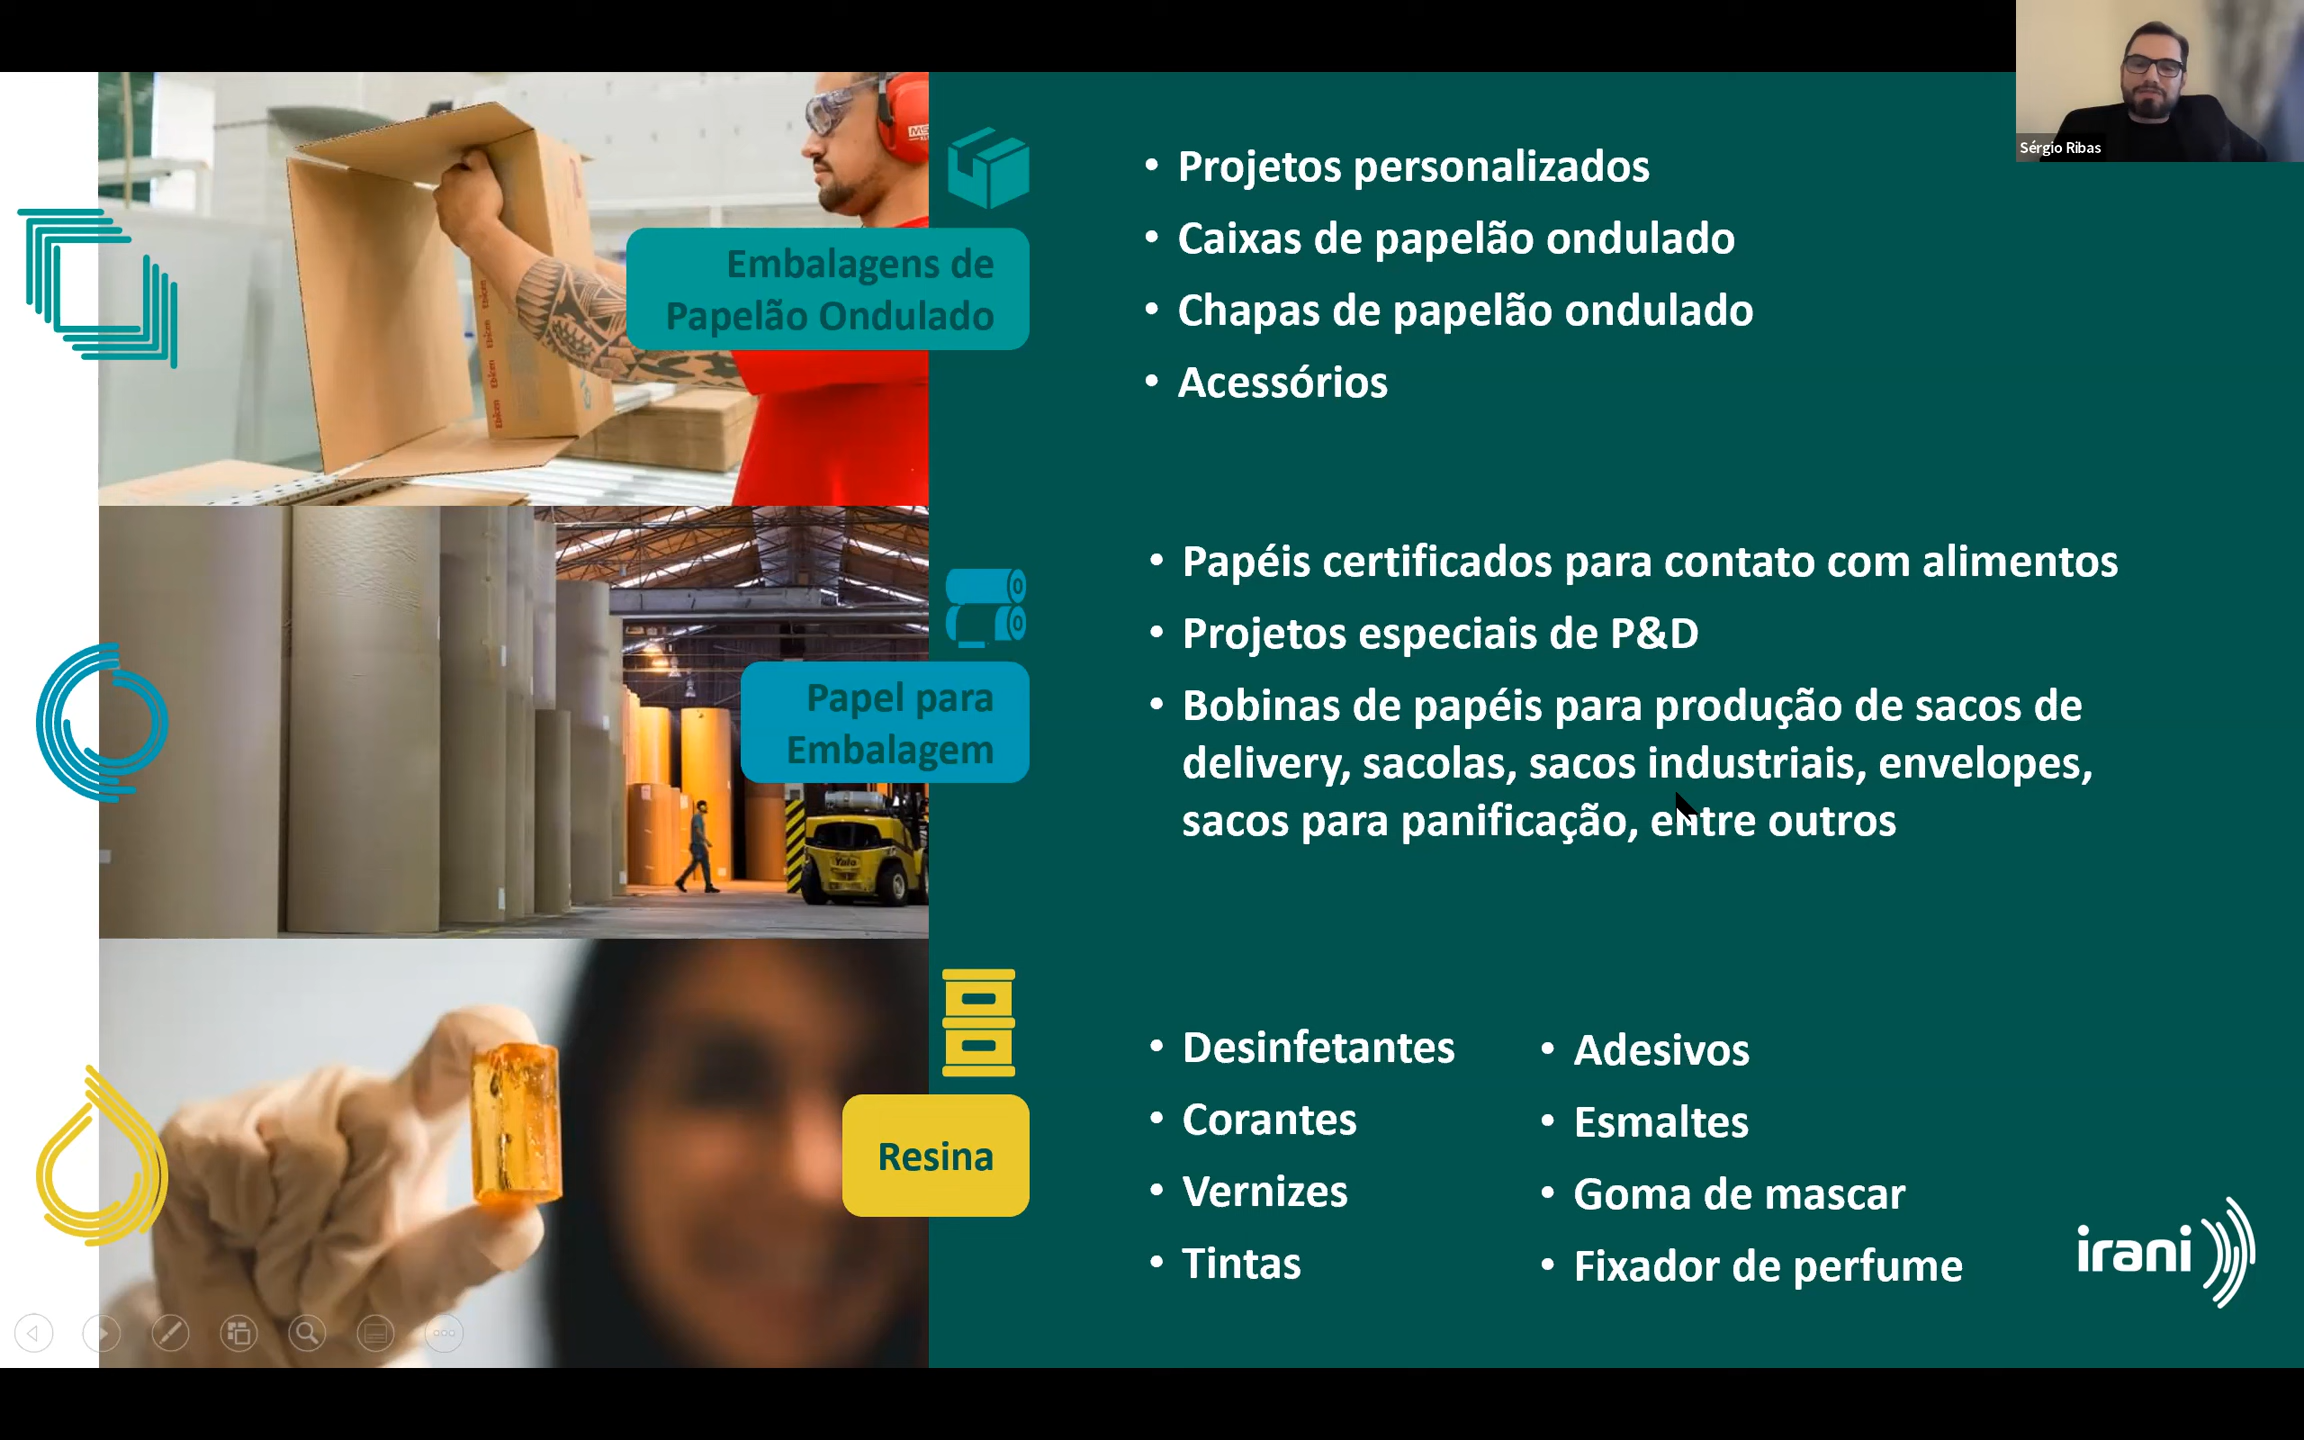 Sérgio Ribas
Embalagens de
Papelão Ondulado
• Projetos personalizados
• Caixas de papelão ondulado
• Chapas de papelão ondulado
• Acessórios
Papel para
Embalagem
• Papéis certificados para contato com alimentos
• Projetos especiais de P&D
• Bobinas de papéis para produção de sacos de
delivery, sacolas, sacos industriais, envelopes,
sacos para panificação, entre outros
Yale
Resina
• Desinfetantes
• Corantes
• Vernizes
• Tintas
• Adesivos
• Esmaltes
• Goma de mascar
• Fixador de perfume
irani